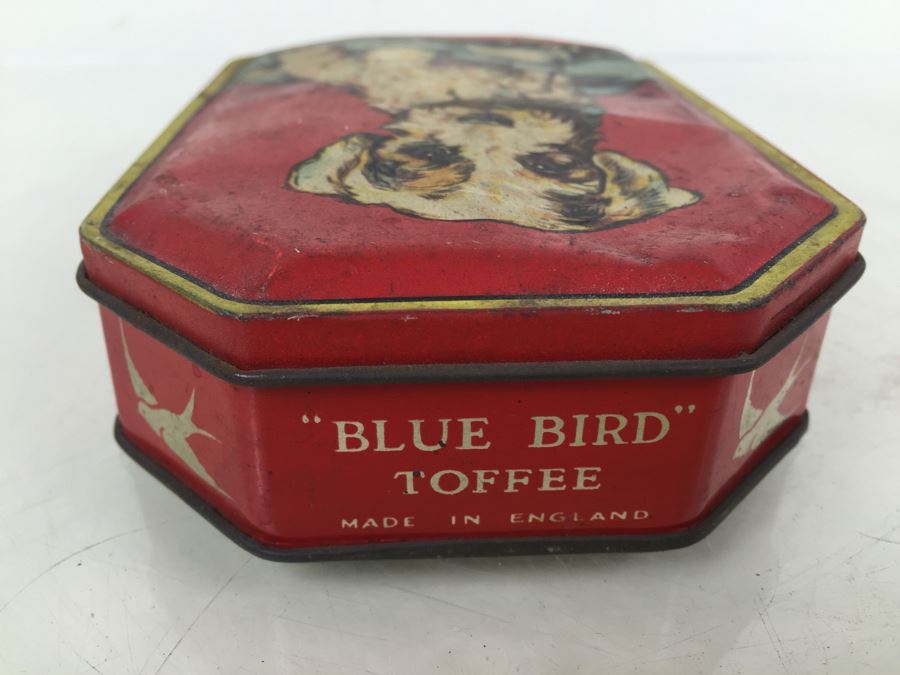 "BLUE BIRD"
TOFFEE
MADE IN ENGLAND